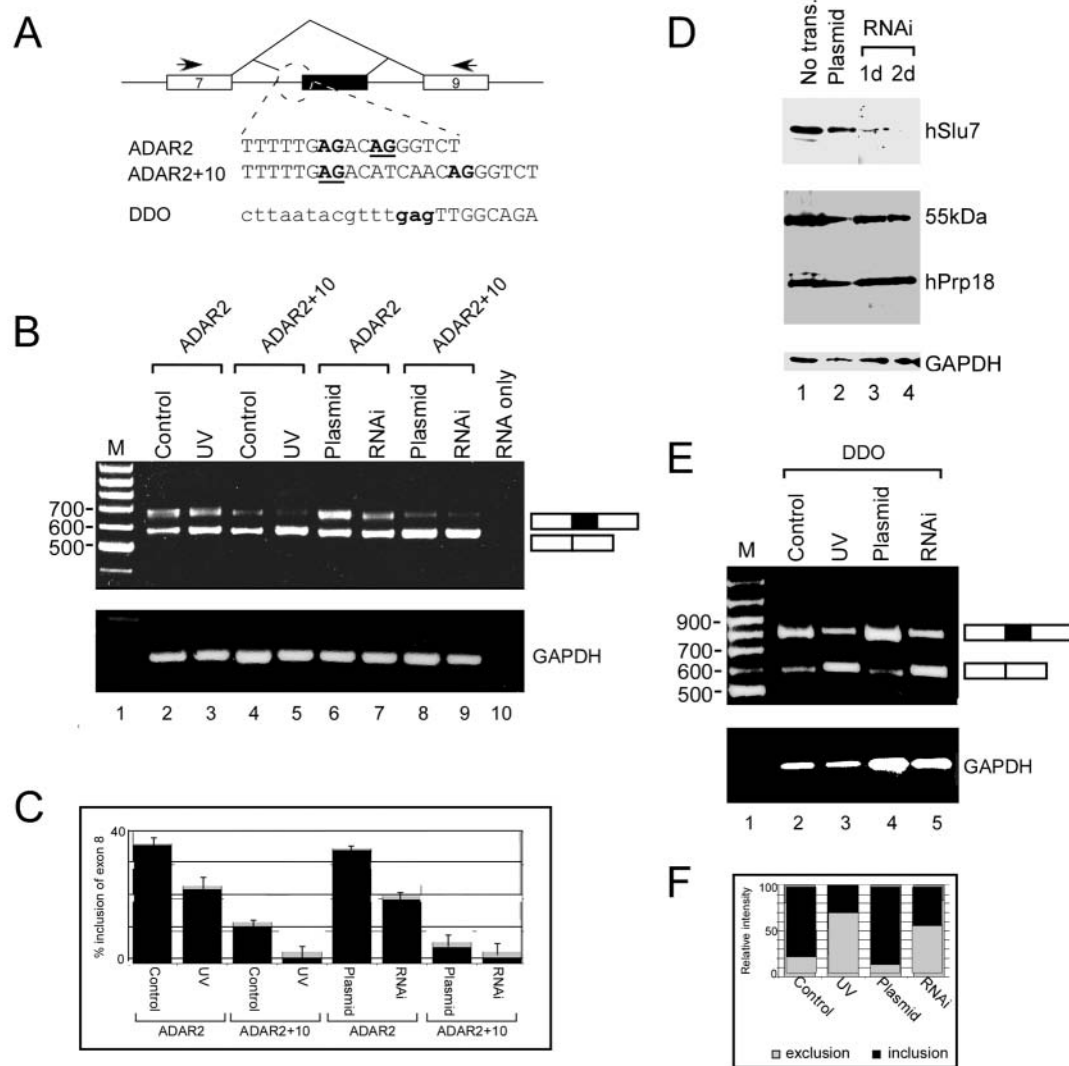 A
7
9
ADAR2 TTTTTGAGACAGGGTCT
ADAR2+10 TTTTTGAGACATCAACAGGGTCT
DDO cttaatacgtttgagTTGGCAGA
B
ADAR2 ADAR2+10 ADAR2 ADAR2+10
M Control UV Control UV Plasmid RNAi Plasmid RNAi RNA only
700-
600-
500-
GAPDH
1 2 3 4 5 6 7 8 9 10
C
% inclusion of exon 8
40
0
Control UV Control UV Plasmid RNAi Plasmid RNAi
ADAR2 ADAR2+10 ADAR2 ADAR2+10
D
No trans. Plasmid RNAi
1d 2d
hSlu7
55kDa
hPrp18
GAPDH
1 2 3 4
E
DDO
M Control UV Plasmid RNAi
900-
700-
600-
500-
GAPDH
1 2 3 4 5
F
Relative intensity
100
50
0
Control UV Plasmid RNAi
exclusion inclusion